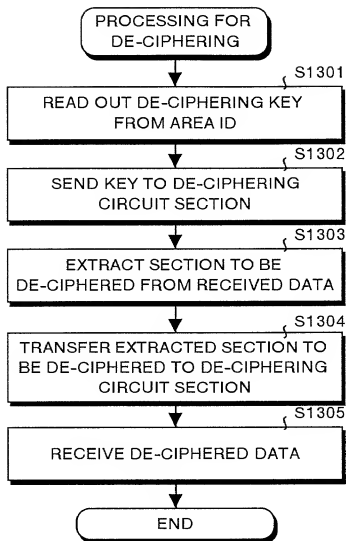 PROCESSING FOR
DE-CIPHERING
S1301
READ OUT DE-CIPHERING KEY
FROM AREA ID
S1302
SEND KEY TO DE-CIPHERING
CIRCUIT SECTION
S1303
EXTRACT SECTION TO BE
DE-CIPHERED FROM RECEIVED DATA
S1304
TRANSFER EXTRACTED SECTION TO
BE DE-CIPHERED TO DE-CIPHERING
CIRCUIT SECTION
S1305
RECEIVE DE-CIPHERED DATA
END